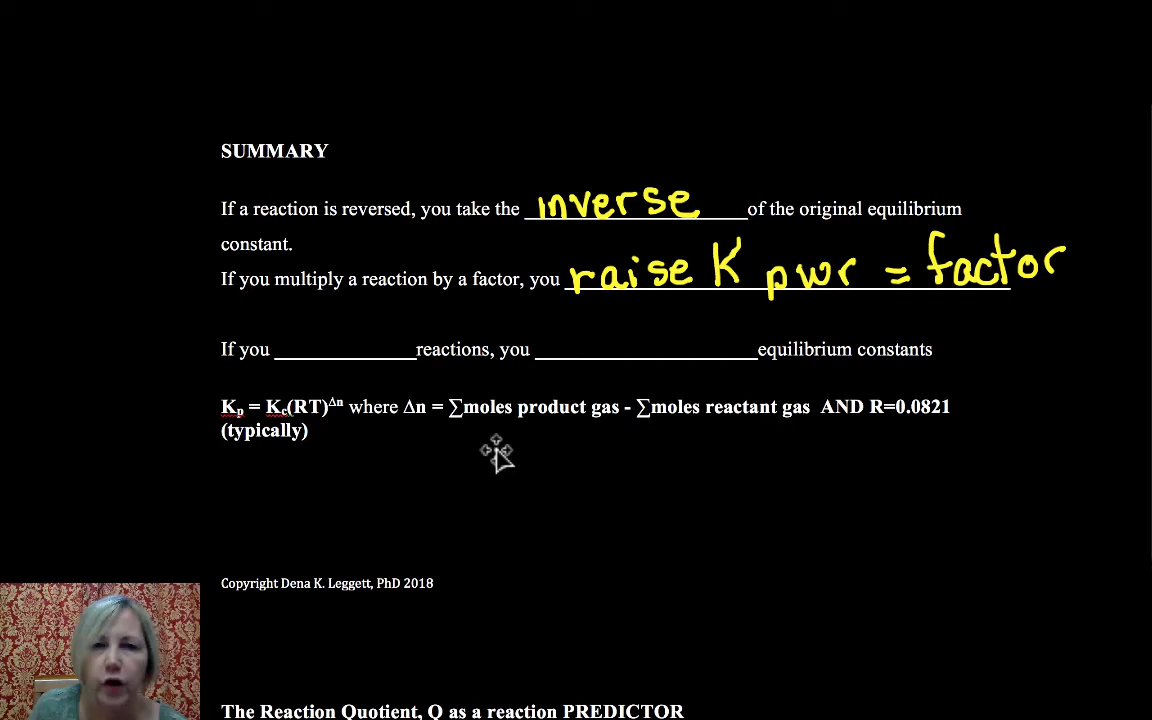 SUMMARY
If a reaction is reversed, you take the inverse of the original equilibrium
constant.
If you multiply a reaction by a factor, you raise K pwr = factor
If you ______________ reactions, you ______________________ equilibrium constants
Kp = Kc(RT)^Δn where Δn = ∑moles product gas - ∑moles reactant gas AND R=0.0821
(typically)
Copyright Dena K. Leggett, PhD 2018
The Reaction Quotient, Q as a reaction PREDICTOR